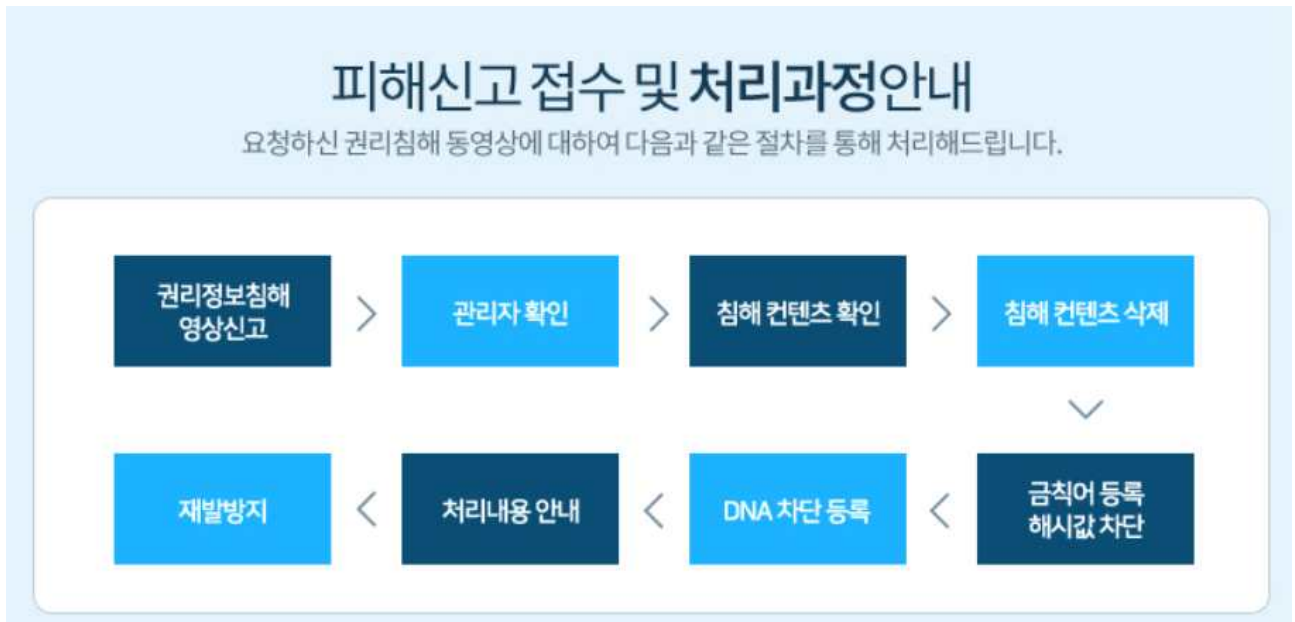 피해신고 접수 및 처리과정안내
요청하신 권리침해 동영상에 대하여 다음과 같은 절차를 통해 처리해드립니다.
권리정보침해
영상신고
관리자 확인
침해 컨텐츠 확인
침해 컨텐츠 삭제
금칙어 등록
해시값 차단
DNA 차단 등록
처리내용 안내
재발방지